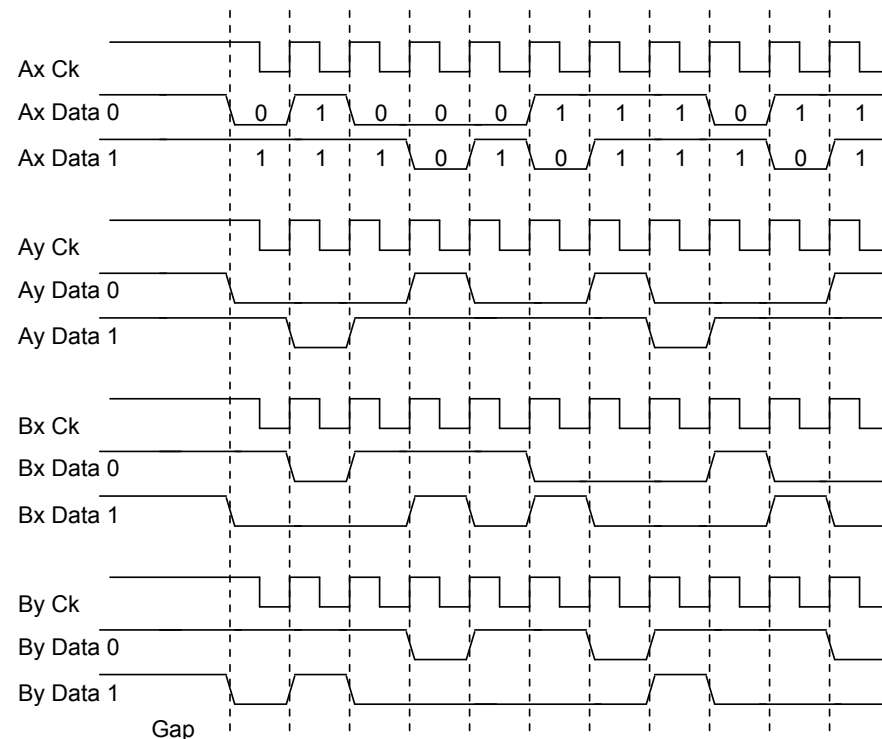 Ax Ck
Ax Data 0 0 1 0 0 0 1 1 1 0 1 1
Ax Data 1 1 1 1 0 1 0 1 1 1 0 1
Ay Ck
Ay Data 0
Ay Data 1
Bx Ck
Bx Data 0
Bx Data 1
By Ck
By Data 0
By Data 1
Gap